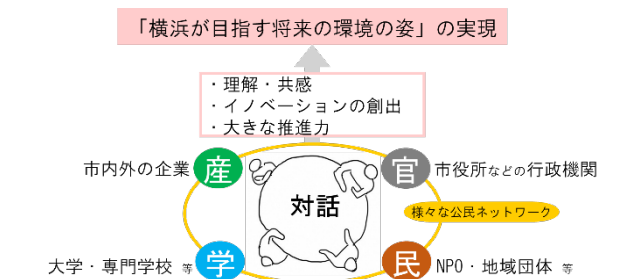 「横浜が目指す将来の環境の姿」の実現
・理解・共感
・イノベーションの創出
・大きな推進力
市内外の企業 産
官 市役所などの行政機関
対話
様々な公民ネットワーク
大学・専門学校 等 学
民 NPO・地域団体 等